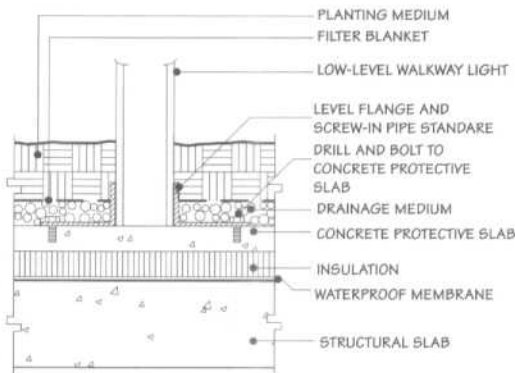 PLANTING MEDIUM
FILTER BLANKET
LOW-LEVEL WALKWAY LIGHT
LEVEL FLANGE AND
SCREW-IN PIPE STANDARE
DRILL AND BOLT TO
CONCRETE PROTECTIVE
SLAB
DRAINAGE MEDIUM
CONCRETE PROTECTIVE SLAB
INSULATION
WATERPROOF MEMBRANE
STRUCTURAL SLAB